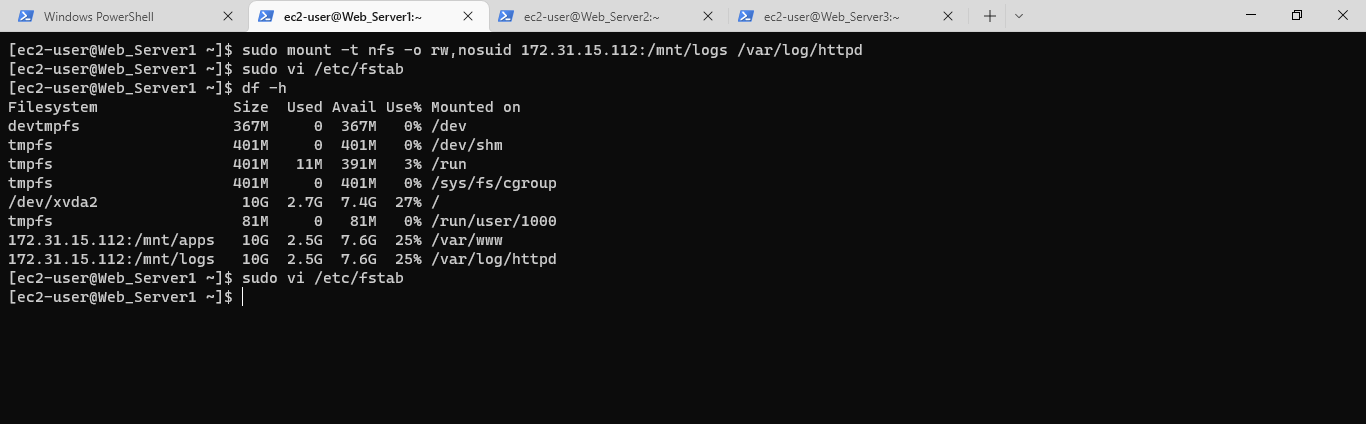 Windows PowerShell
ec2-user@Web_Server1:~
ec2-user@Web_Server2:~
ec2-user@Web_Server3:~
[ec2-user@Web_Server1 ~]$ sudo mount -t nfs -o rw,nosuid 172.31.15.112:/mnt/logs /var/log/httpd
[ec2-user@Web_Server1 ~]$ sudo vi /etc/fstab
[ec2-user@Web_Server1 ~]$ df -h
Filesystem               Size  Used Avail Use% Mounted on
devtmpfs                 367M     0  367M   0% /dev
tmpfs                    401M     0  401M   0% /dev/shm
tmpfs                    401M   11M  391M   3% /run
tmpfs                    401M     0  401M   0% /sys/fs/cgroup
/dev/xvda2                10G  2.7G  7.4G  27% /
tmpfs                     81M     0   81M   0% /run/user/1000
172.31.15.112:/mnt/apps   10G  2.5G  7.6G  25% /var/www
172.31.15.112:/mnt/logs   10G  2.5G  7.6G  25% /var/log/httpd
[ec2-user@Web_Server1 ~]$ sudo vi /etc/fstab
[ec2-user@Web_Server1 ~]$